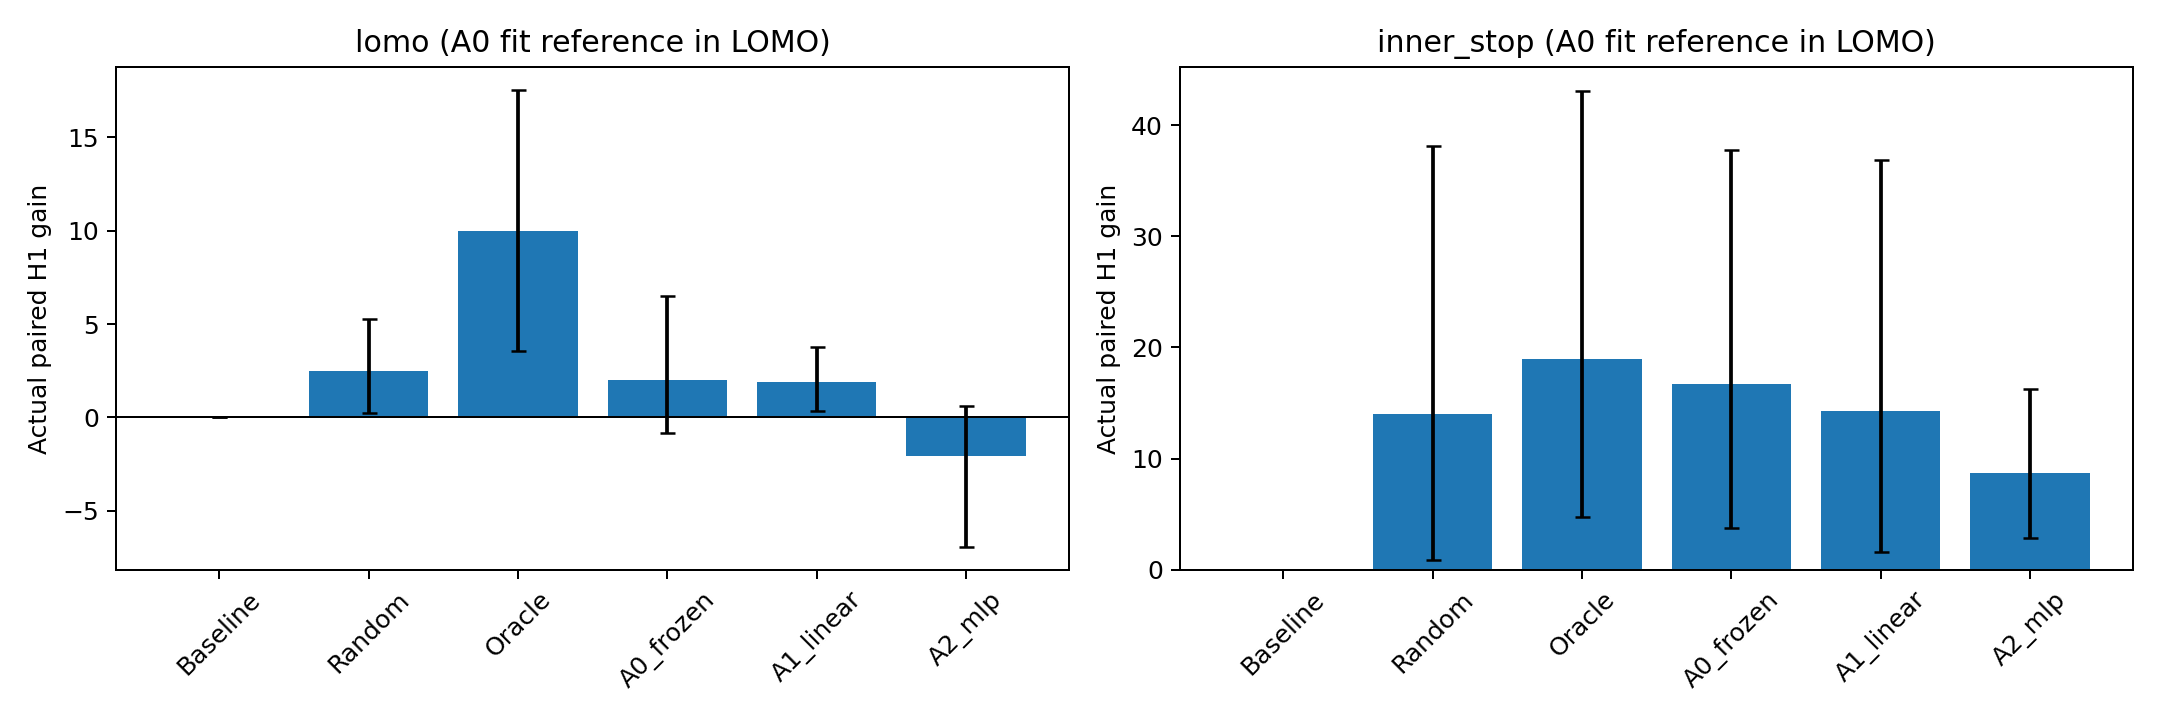 lomo (A0 fit reference in LOMO)
Actual paired H1 gain
15
10
5
0
−5
Baseline
Random
Oracle
A0_frozen
A1_linear
A2_mlp
inner_stop (A0 fit reference in LOMO)
Actual paired H1 gain
40
30
20
10
0
Baseline
Random
Oracle
A0_frozen
A1_linear
A2_mlp